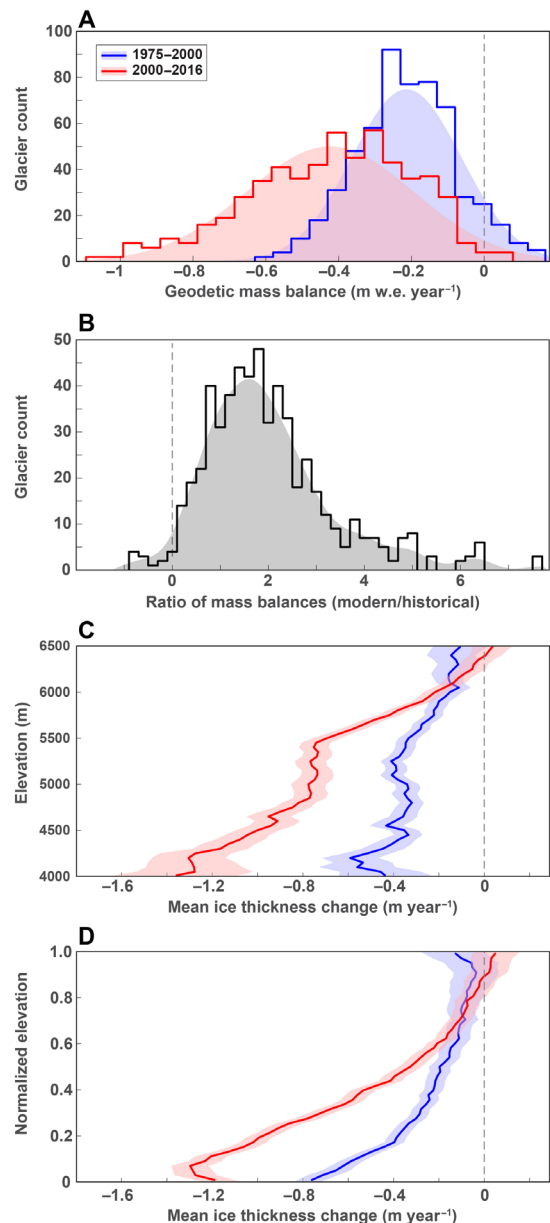 A
100
80
60
40
20
0
Glacier count
1975–2000
2000–2016
−1 −0.8 −0.6 −0.4 −0.2 0
Geodetic mass balance (m w.e. year⁻¹)
B
50
40
30
20
10
0
Glacier count
0 2 4 6
Ratio of mass balances (modern/historical)
C
6500
6000
5500
5000
4500
4000
Elevation (m)
−1.6 −1.2 −0.8 −0.4 0
Mean ice thickness change (m year⁻¹)
D
1.0
0.8
0.6
0.4
0.2
0
Normalized elevation
−1.6 −1.2 −0.8 −0.4 0
Mean ice thickness change (m year⁻¹)